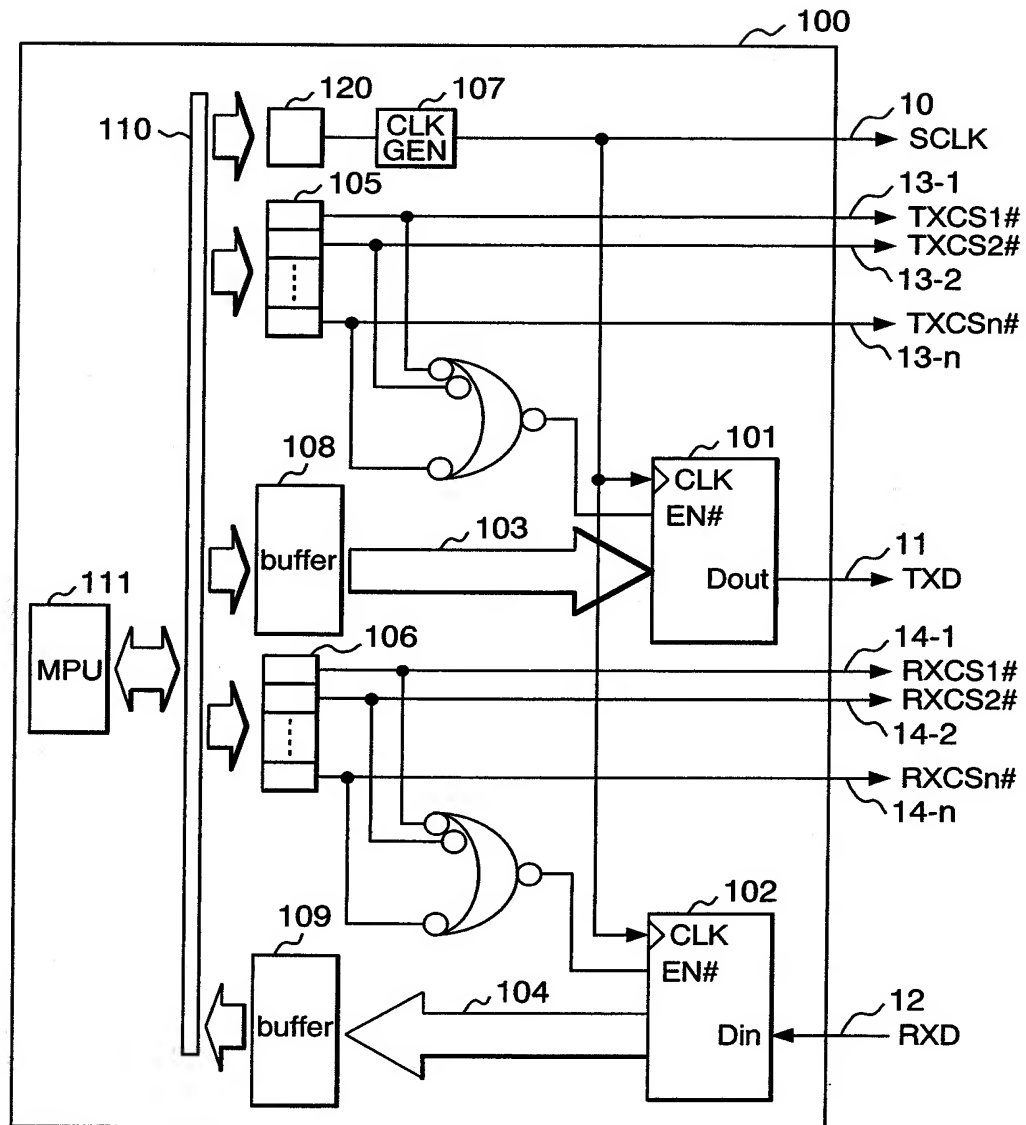 100
120
107
10
110
CLK
GEN
SCLK
105
13-1
TXCS1#
TXCS2#
13-2
TXCSn#
13-n
101
108
CLK
EN#
103
11
buffer
Dout
TXD
111
106
14-1
MPU
RXCS1#
RXCS2#
14-2
RXCSn#
14-n
102
109
CLK
EN#
104
12
buffer
Din
RXD